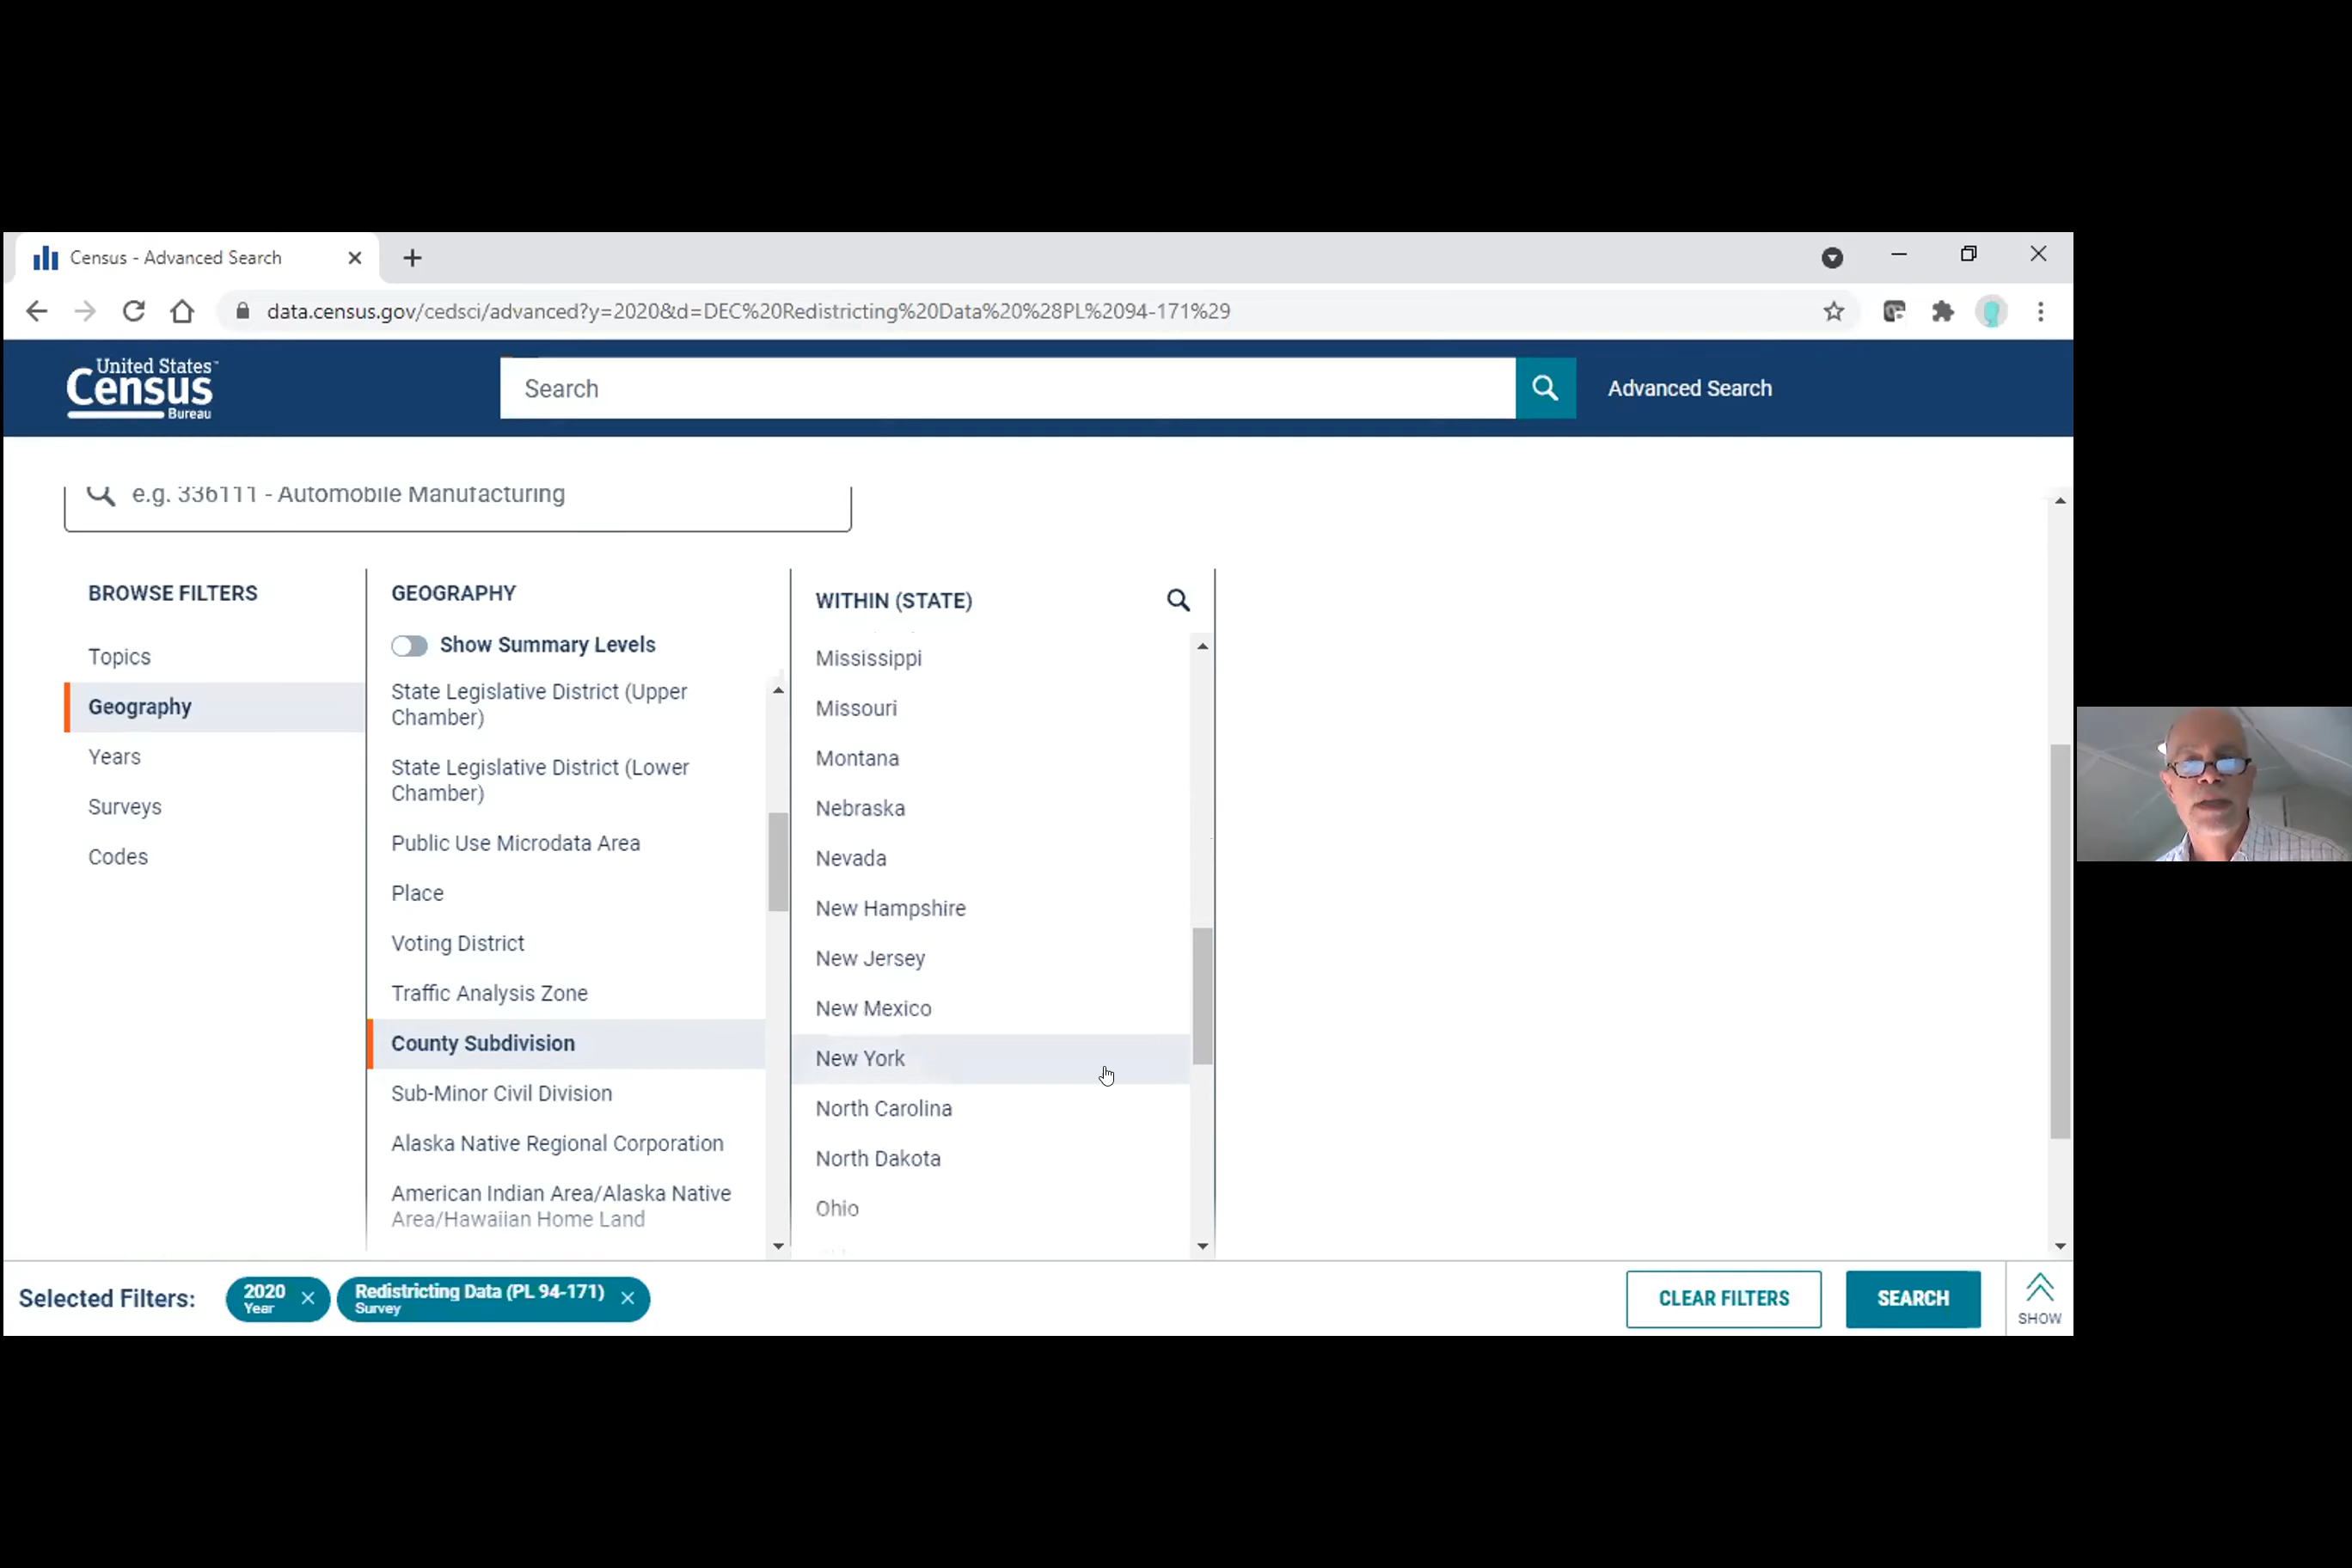 Census - Advanced Search
data.census.gov/cedsci/advanced?y=2020&d=DEC%20Redistricting%20Data%20%28PL%2094-171%29
United States™
Census
Bureau
Search
Advanced Search
e.g. 336111 - Automobile Manufacturing
BROWSE FILTERS
Topics
Geography
Years
Surveys
Codes
GEOGRAPHY
Show Summary Levels
State Legislative District (Upper
Chamber)
State Legislative District (Lower
Chamber)
Public Use Microdata Area
Place
Voting District
Traffic Analysis Zone
County Subdivision
Sub-Minor Civil Division
Alaska Native Regional Corporation
American Indian Area/Alaska Native
Area/Hawaiian Home Land
WITHIN (STATE)
Mississippi
Missouri
Montana
Nebraska
Nevada
New Hampshire
New Jersey
New Mexico
New York
North Carolina
North Dakota
Ohio
Selected Filters:
2020
Year
Redistricting Data (PL 94-171)
Survey
CLEAR FILTERS
SEARCH
SHOW